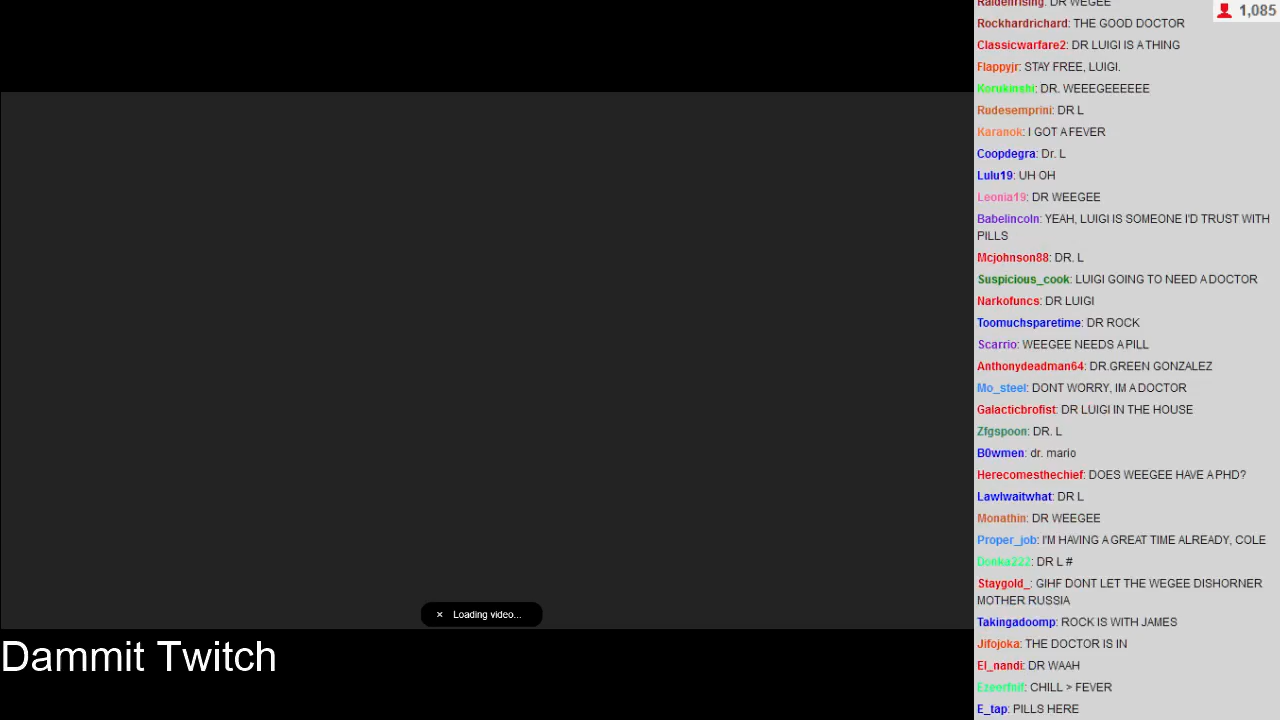 Raidenrising: DR WEGEE
1,085
Rockhardrichard: THE GOOD DOCTOR
Classicwarfare2: DR LUIGI IS A THING
Flappyjr: STAY FREE, LUIGI.
Korukinshi: DR. WEEEGEEEEEE
Rudesemprini: DR L
Karanok: I GOT A FEVER
Coopdegra: Dr. L
Lulu19: UH OH
Leonia19: DR WEEGEE
Babelincoln: YEAH, LUIGI IS SOMEONE I'D TRUST WITH
PILLS
Mcjohnson88: DR. L
Suspicious_cook: LUIGI GOING TO NEED A DOCTOR
Narkofuncs: DR LUIGI
Toomuchsparetime: DR ROCK
Scarrio: WEEGEE NEEDS A PILL
Anthonydeadman64: DR.GREEN GONZALEZ
Mo_steel: DONT WORRY, IM A DOCTOR
Galacticbrofist: DR LUIGI IN THE HOUSE
Zfgspoon: DR. L
B0wmen: dr. mario
Herecomesthechief: DOES WEEGEE HAVE A PHD?
Lawlwaitwhat: DR L
Monathin: DR WEEGEE
Proper_job: I'M HAVING A GREAT TIME ALREADY, COLE
Donka222: DR L #
Staygold_: GIHF DONT LET THE WEGEE DISHORNER
MOTHER RUSSIA
Takingadoomp: ROCK IS WITH JAMES
Jifojoka: THE DOCTOR IS IN
El_nandi: DR WAAH
Ezeerfnif: CHILL > FEVER
E_tap: PILLS HERE
× Loading video...
Dammit Twitch